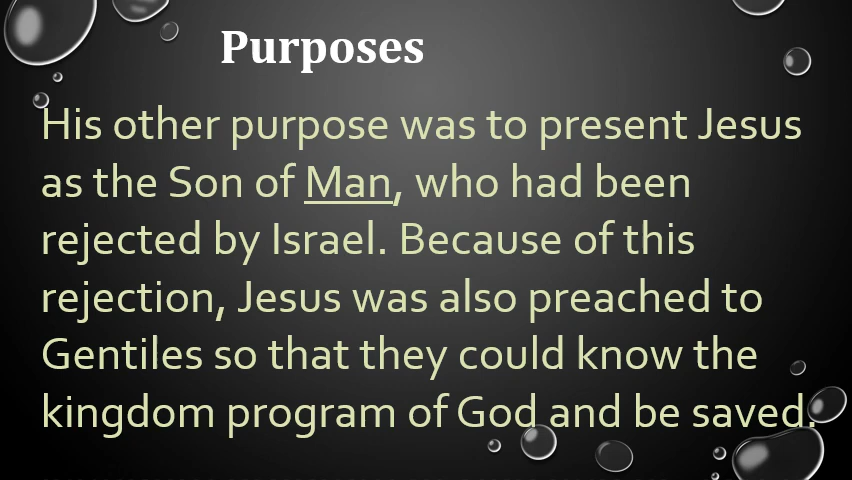 Purposes
His other purpose was to present Jesus
as the Son of Man, who had been
rejected by Israel. Because of this
rejection, Jesus was also preached to
Gentiles so that they could know the
kingdom program of God and be saved.